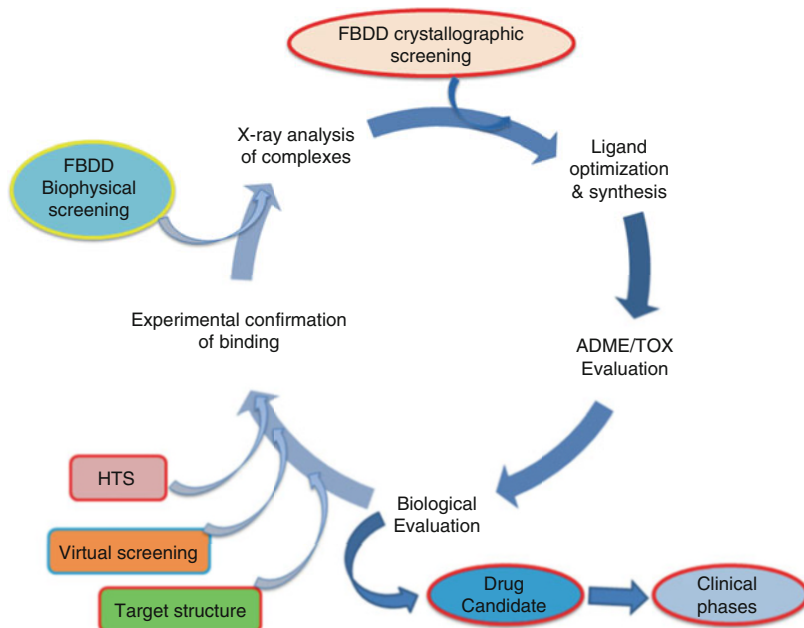 FBDD crystallographic
screening
X-ray analysis
of complexes
Ligand
optimization
& synthesis
FBDD
Biophysical
screening
Experimental confirmation
of binding
ADME/TOX
Evaluation
HTS
Biological
Evaluation
Virtual screening
Target structure
Drug
Candidate
Clinical
phases